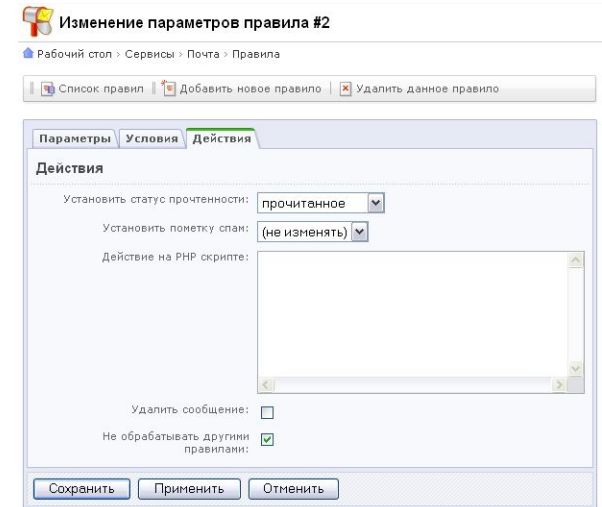 Изменение параметров правила #2
Рабочий стол › Сервисы › Почта › Правила
Список правил Добавить новое правило Удалить данное правило
Параметры Условия Действия
Действия
Установить статус прочтенности: прочитанное
Установить пометку спам: (не изменять)
Действие на PHP скрипте:
Удалить сообщение:
Не обрабатывать другими
правилами:
Сохранить Применить Отменить